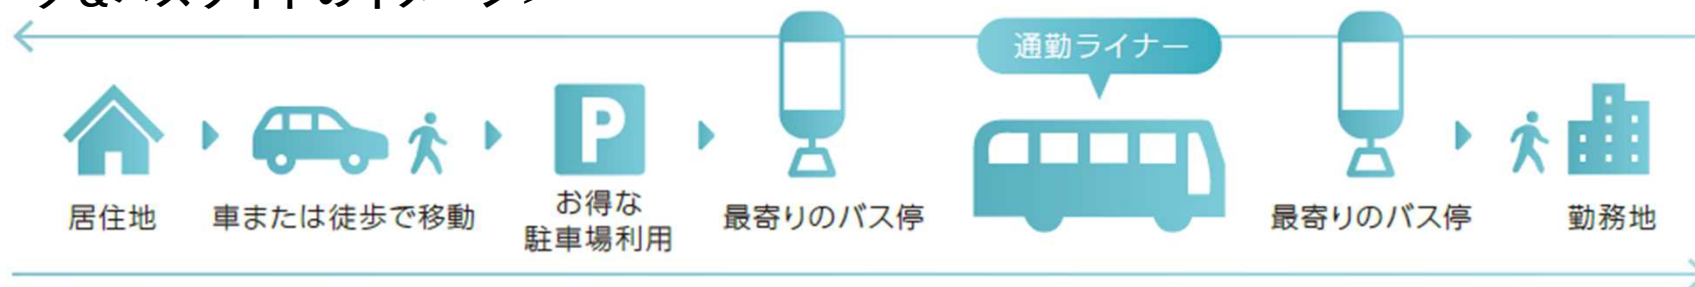 通勤ライナー
P
居住地
車または徒歩で移動
お得な
駐車場利用
最寄りのバス停
最寄りのバス停
勤務地